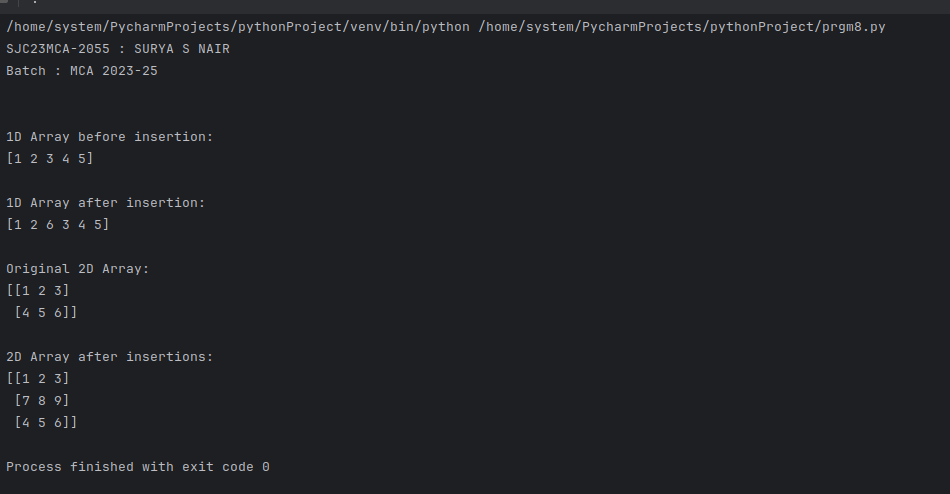 /home/system/PycharmProjects/pythonProject/venv/bin/python /home/system/PycharmProjects/pythonProject/prgm8.py
SJC23MCA-2055 : SURYA S NAIR
Batch : MCA 2023-25
1D Array before insertion:
[1 2 3 4 5]
1D Array after insertion:
[1 2 6 3 4 5]
Original 2D Array:
[[1 2 3]
 [4 5 6]]
2D Array after insertions:
[[1 2 3]
 [7 8 9]
 [4 5 6]]
Process finished with exit code 0